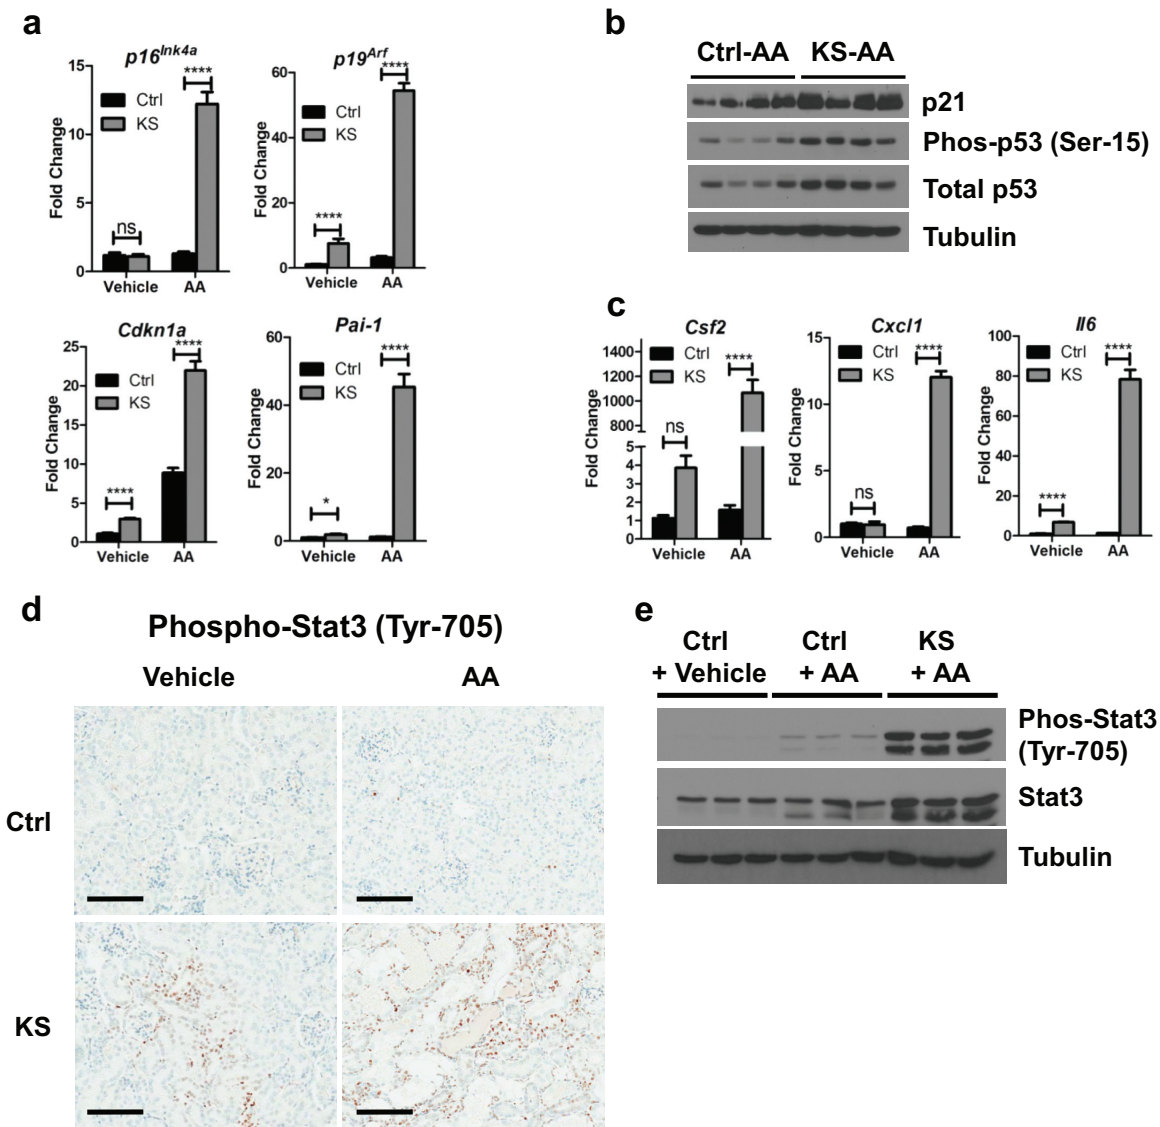 a
p16Ink4a
Fold Change
15
10
5
0
Ctrl
KS
ns
****
Vehicle
AA
p19Arf
Fold Change
60
40
20
0
Ctrl
KS
****
****
Vehicle
AA
Cdkn1a
Fold Change
25
20
15
10
5
0
Ctrl
KS
****
****
Vehicle
AA
Pai-1
Fold Change
60
40
20
0
Ctrl
KS
*
****
Vehicle
AA
b
Ctrl-AA KS-AA
p21
Phos-p53 (Ser-15)
Total p53
Tubulin
c
Csf2
Fold Change
1400
1200
1000
800
5
4
3
2
1
0
Ctrl
KS
ns
****
Vehicle
AA
Cxcl1
Fold Change
15
10
5
0
Ctrl
KS
ns
****
Vehicle
AA
Il6
Fold Change
100
80
60
40
20
0
Ctrl
KS
****
****
Vehicle
AA
d
Phospho-Stat3 (Tyr-705)
Vehicle AA
Ctrl
KS
e
Ctrl Ctrl KS
+ Vehicle + AA + AA
Phos-Stat3
(Tyr-705)
Stat3
Tubulin